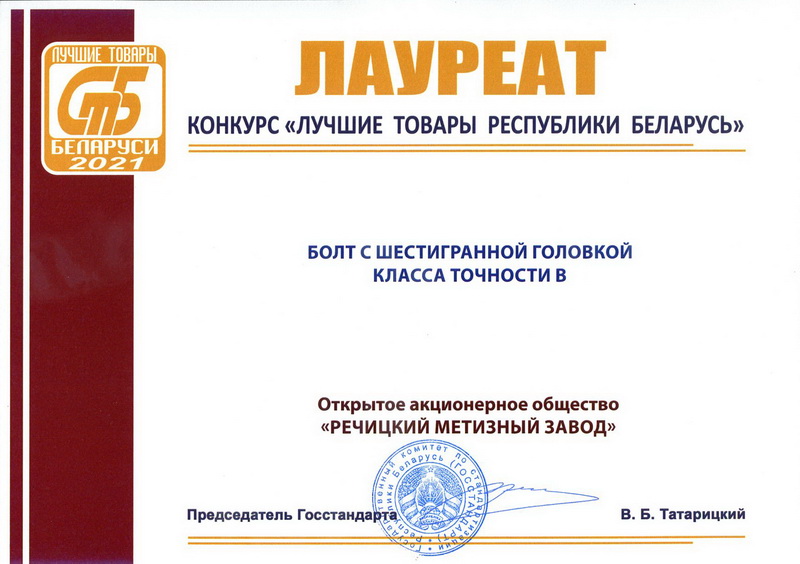 ЛУЧШИЕ ТОВАРЫ
СтБ
БЕЛАРУСИ
2021
ЛАУРЕАТ
КОНКУРС «ЛУЧШИЕ ТОВАРЫ РЕСПУБЛИКИ БЕЛАРУСЬ»
БОЛТ С ШЕСТИГРАННОЙ ГОЛОВКОЙ
КЛАССА ТОЧНОСТИ В
Открытое акционерное общество
«РЕЧИЦКИЙ МЕТИЗНЫЙ ЗАВОД»
Государственный комитет по стандартизации
Республики Беларусь (ГОССТАНДАРТ)
Председатель Госстандарта
В. Б. Татарицкий